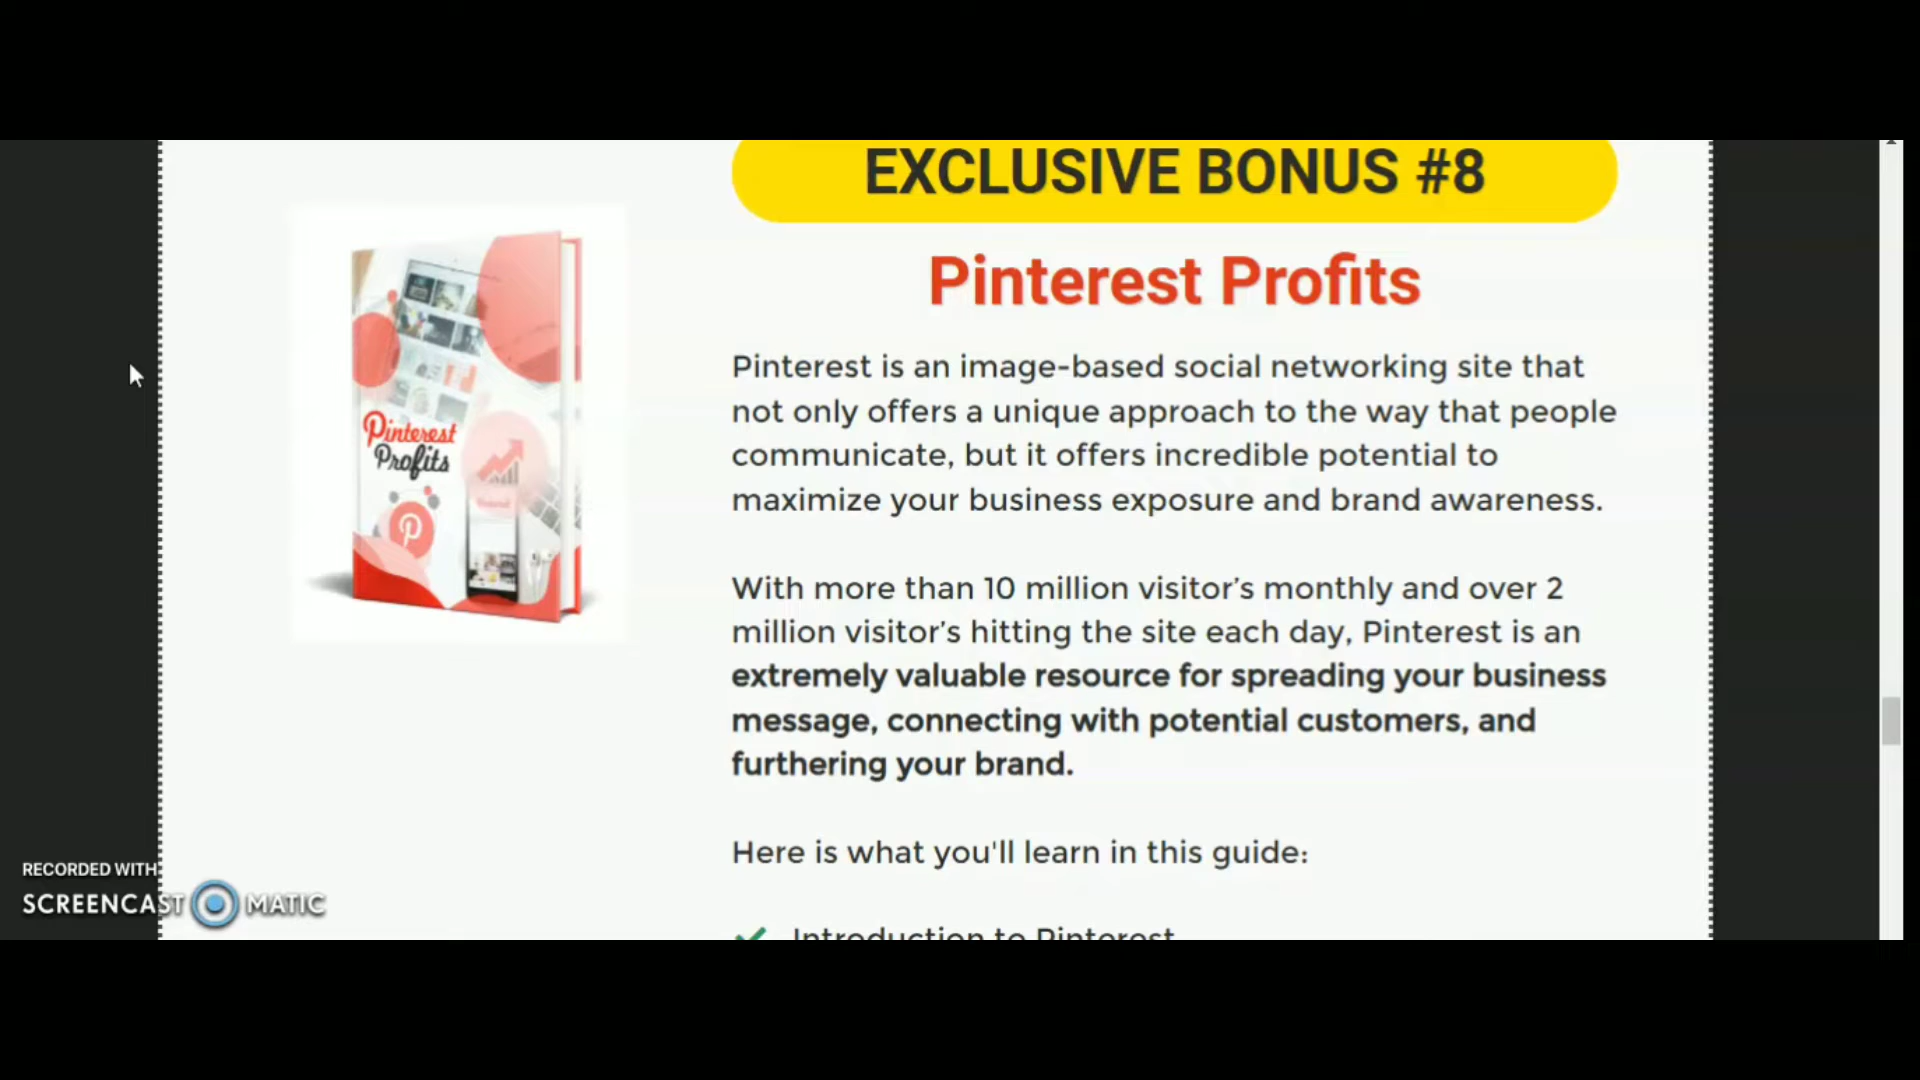 EXCLUSIVE BONUS #8
Pinterest Profits
Pinterest is an image-based social networking site that
not only offers a unique approach to the way that people
communicate, but it offers incredible potential to
maximize your business exposure and brand awareness.
With more than 10 million visitor’s monthly and over 2
million visitor’s hitting the site each day, Pinterest is an
extremely valuable resource for spreading your business
message, connecting with potential customers, and
furthering your brand.
Here is what you'll learn in this guide:
Introduction to Pinterest
Pinterest
Profits
RECORDED WITH
SCREENCAST MATIC